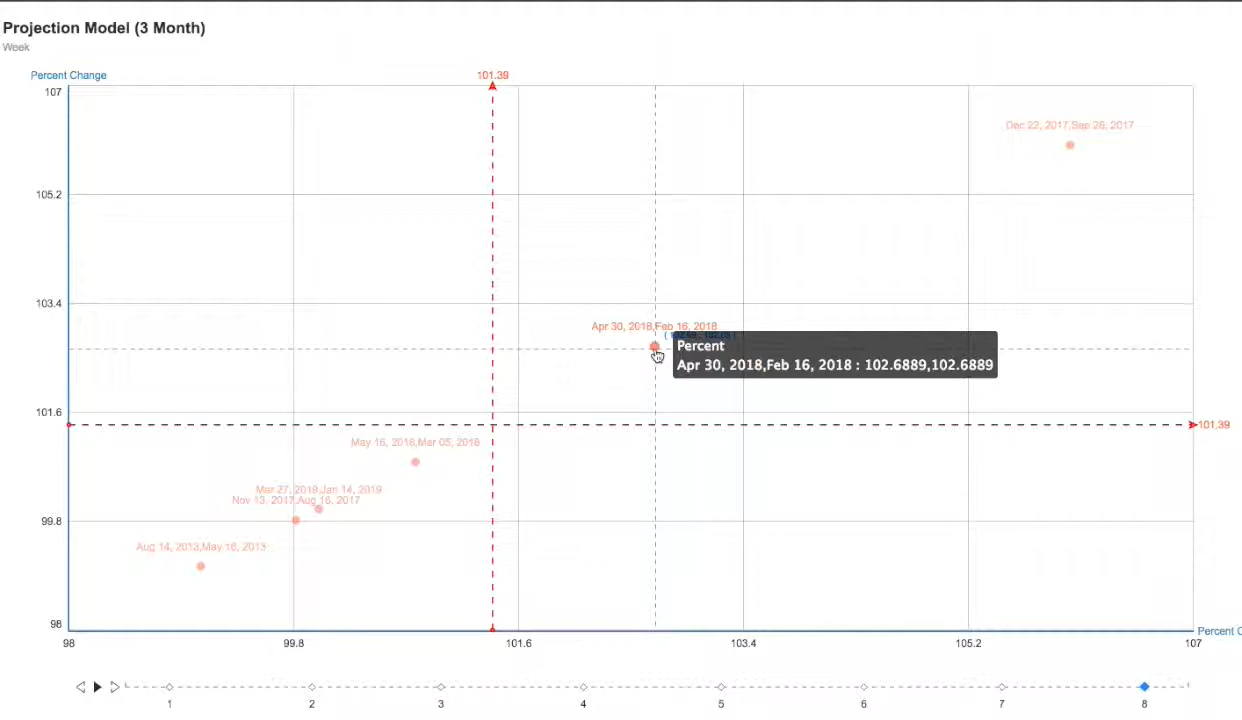 Projection Model (3 Month)
Week
Percent Change
101.39
107
Dec 22, 2017,Sep 26, 2017
105.2
103.4
Apr 30, 2018,Feb 16, 2018
Percent
Apr 30, 2018,Feb 16, 2018 : 102.6889,102.6889
101.6
101.39
May 16, 2018,Mar 05, 2018
Mar 27, 2019,Jan 14, 2019
Nov 13, 2017,Aug 16, 2017
99.8
Aug 14, 2013,May 16, 2013
98
Percent C
98 99.8 101.6 103.4 105.2 107
1 2 3 4 5 6 7 8